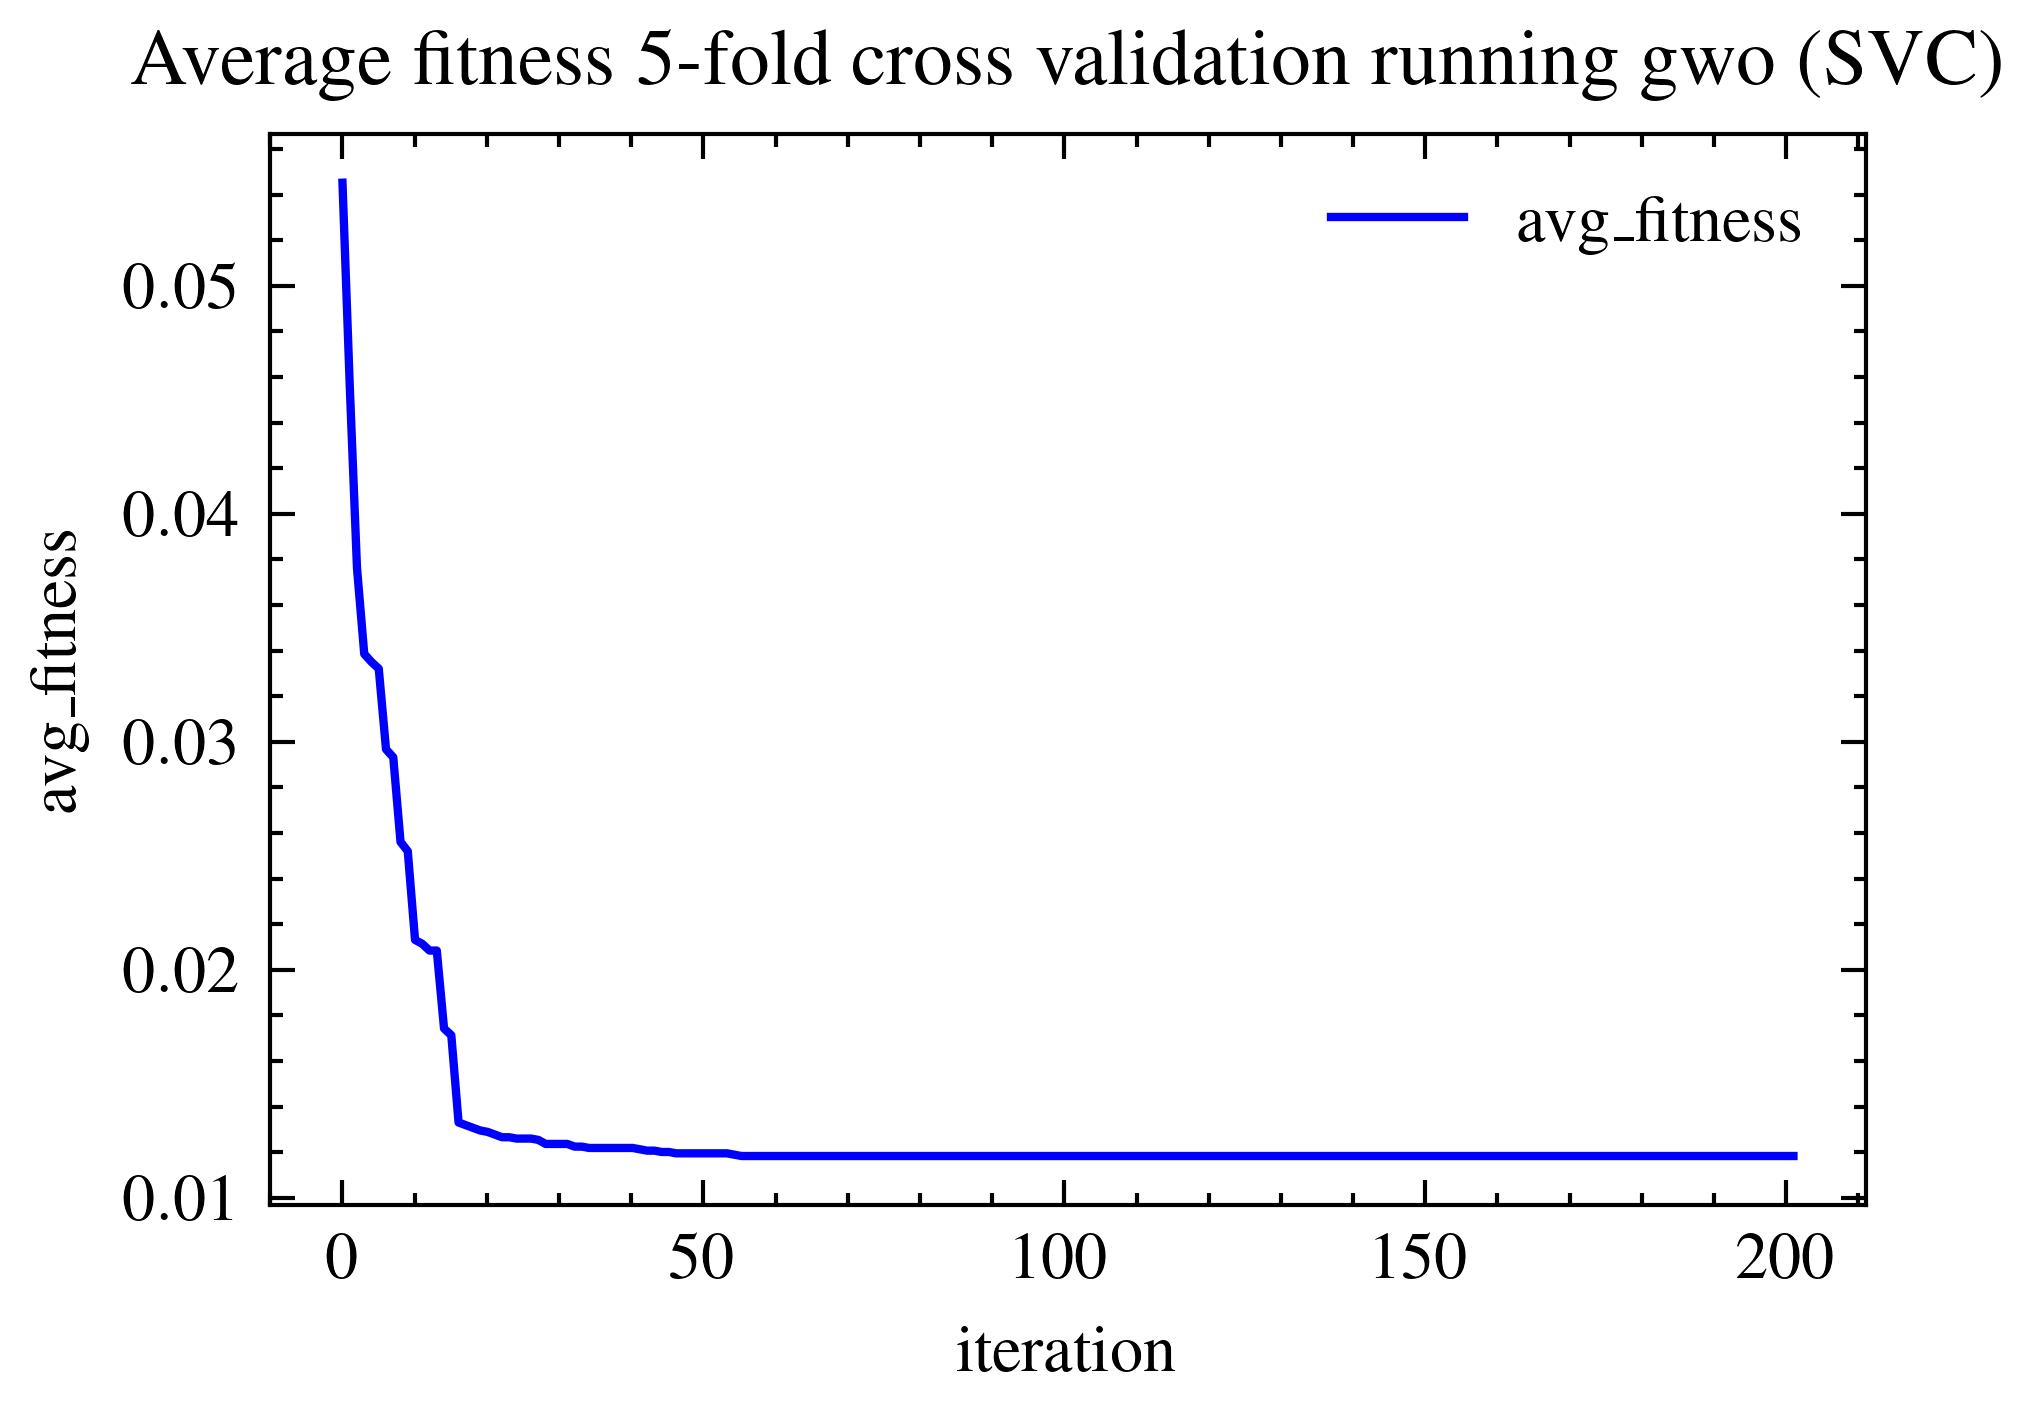 Average fitness 5-fold cross validation running gwo (SVC)
avg_fitness
0.05
0.04
0.03
0.02
0.01
avg_fitness
0 50 100 150 200
iteration